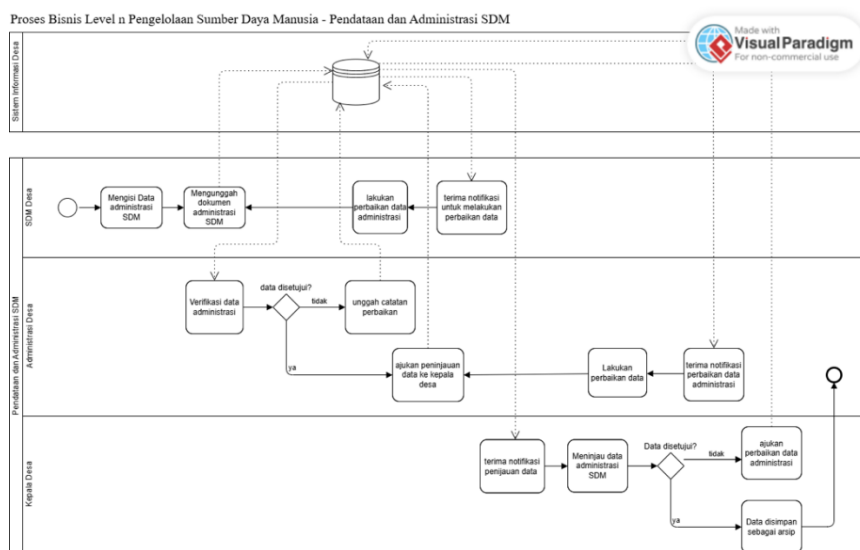 Proses Bisnis Level n Pengelolaan Sumber Daya Manusia - Pendataan dan Administrasi SDM
Made with
VisualParadigm
For non-commercial use
Sistem Informasi Desa
Pendataan dan Administrasi SDM
SDM Desa
Mengisi Data
administrasi
SDM
Mengunggah
dokumen
administrasi
SDM
lakukan
perbaikan data
administrasi
terima notifikasi
untuk melakukan
perbaikan data
Administrasi Desa
Verifikasi data
administrasi
data disetujui?
tidak
ya
unggah catatan
perbaikan
ajukan peninjauan
data ke kepala
desa
Lakukan
perbaikan data
terima notifikasi
perbaikan data
administrasi
Kepala Desa
terima notifikasi
penijauan data
Meninjau data
administrasi
SDM
Data disetujui?
tidak
ya
ajukan
perbaikan data
administrasi
Data disimpan
sebagai arsip